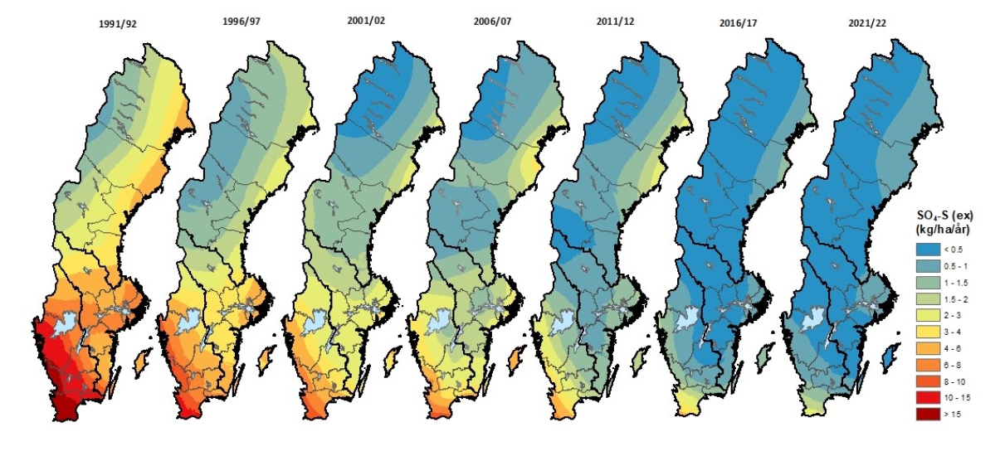 1991/92
1996/97
2001/02
2006/07
2011/12
2016/17
2021/22
SO₄-S (ex)
(kg/ha/år)
< 0.5
0.5 - 1
1 - 1.5
1.5 - 2
2 - 3
3 - 4
4 - 6
6 - 8
8 - 10
10 - 15
> 15